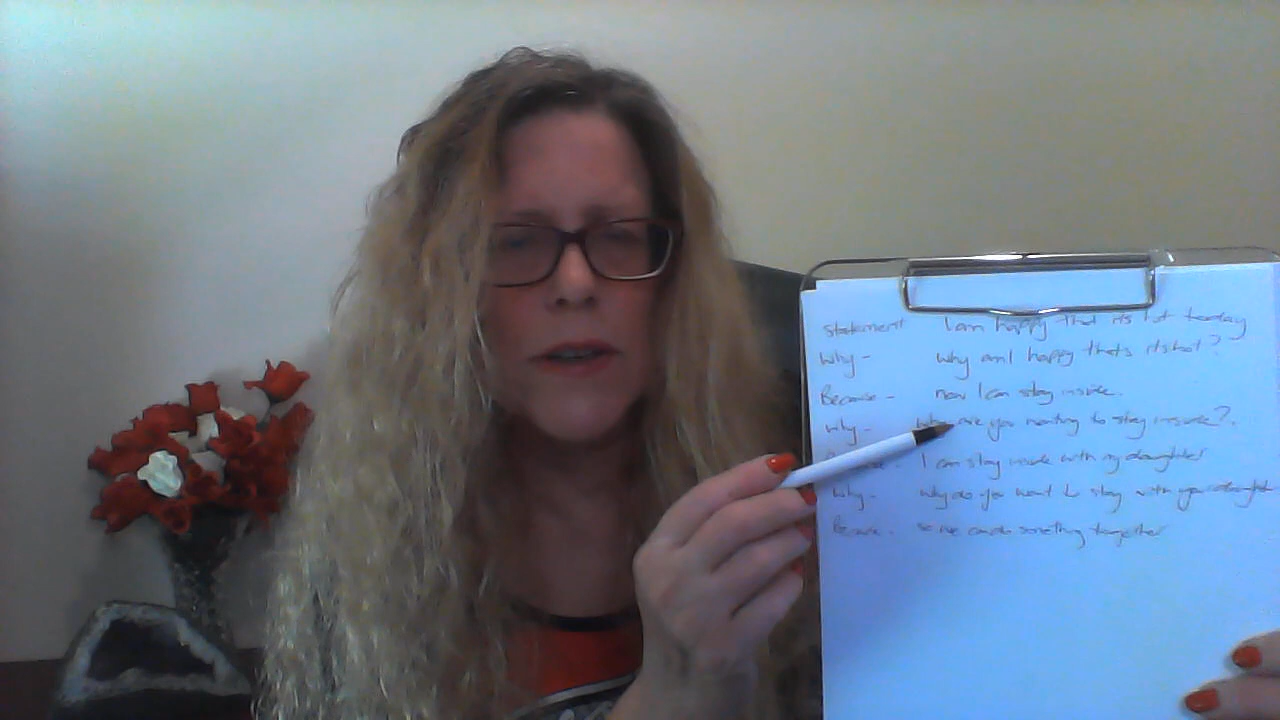 statement I am happy that its hot today
Why - why am I happy thats its hot?
Because - now I can stay inside.
why - Why are you wanting to stay inside?.
I can stay inside with my daughter
Why - why do you want to stay with your daughter
Because - so we can do something together